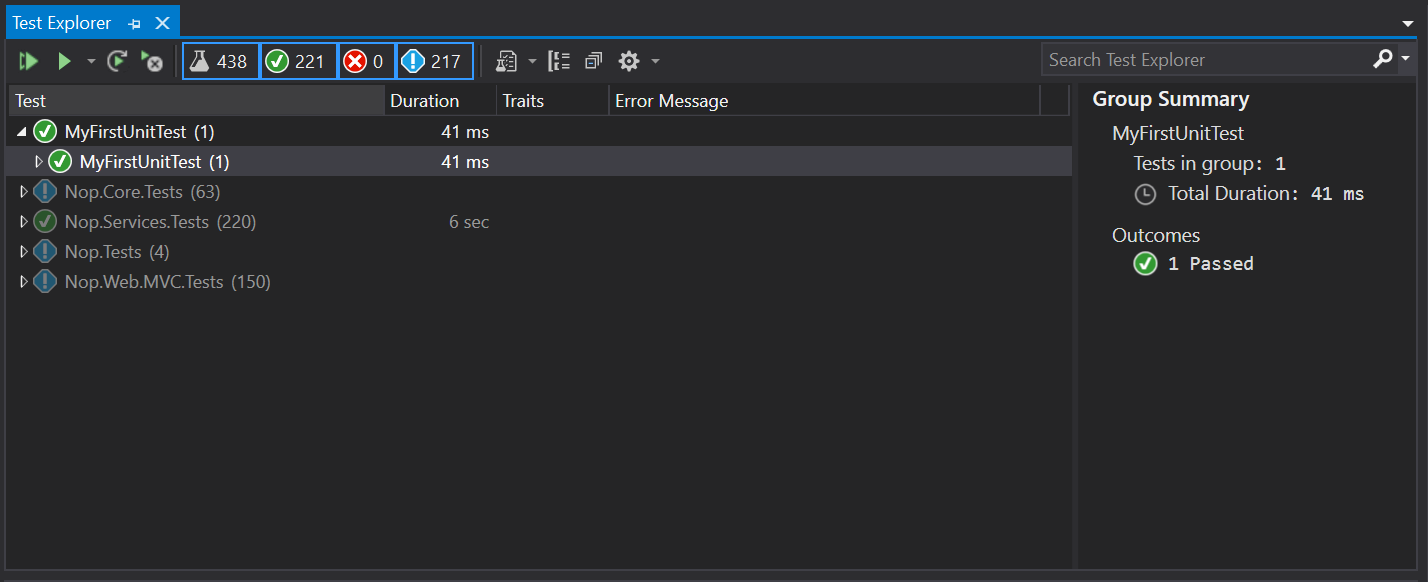 Test Explorer
438 221 0 217
Search Test Explorer
Test Duration Traits Error Message
MyFirstUnitTest (1) 41 ms
MyFirstUnitTest (1) 41 ms
Nop.Core.Tests (63)
Nop.Services.Tests (220) 6 sec
Nop.Tests (4)
Nop.Web.MVC.Tests (150)
Group Summary
MyFirstUnitTest
Tests in group: 1
Total Duration: 41 ms
Outcomes
1 Passed